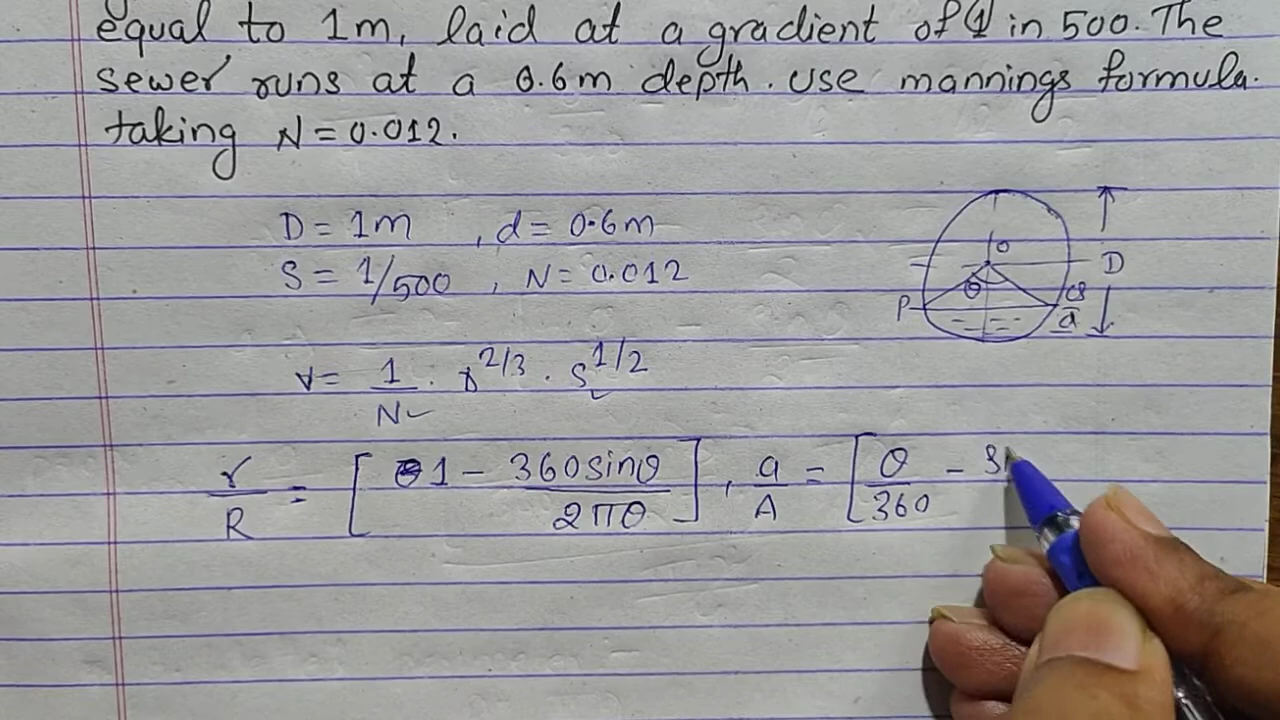 equal to 1m, laid at a gradient of 1 in 500. The
sewer runs at a 0.6m depth. Use mannings formula.
taking N = 0.012.
D = 1m , d = 0.6m
S = 1/500 , N = 0.012
O
D
θ
P
Q
d
V = 1/N . r^2/3 . s^1/2
r/R = [1 - 360sinθ/2πθ] , a/A = [θ/360 - s